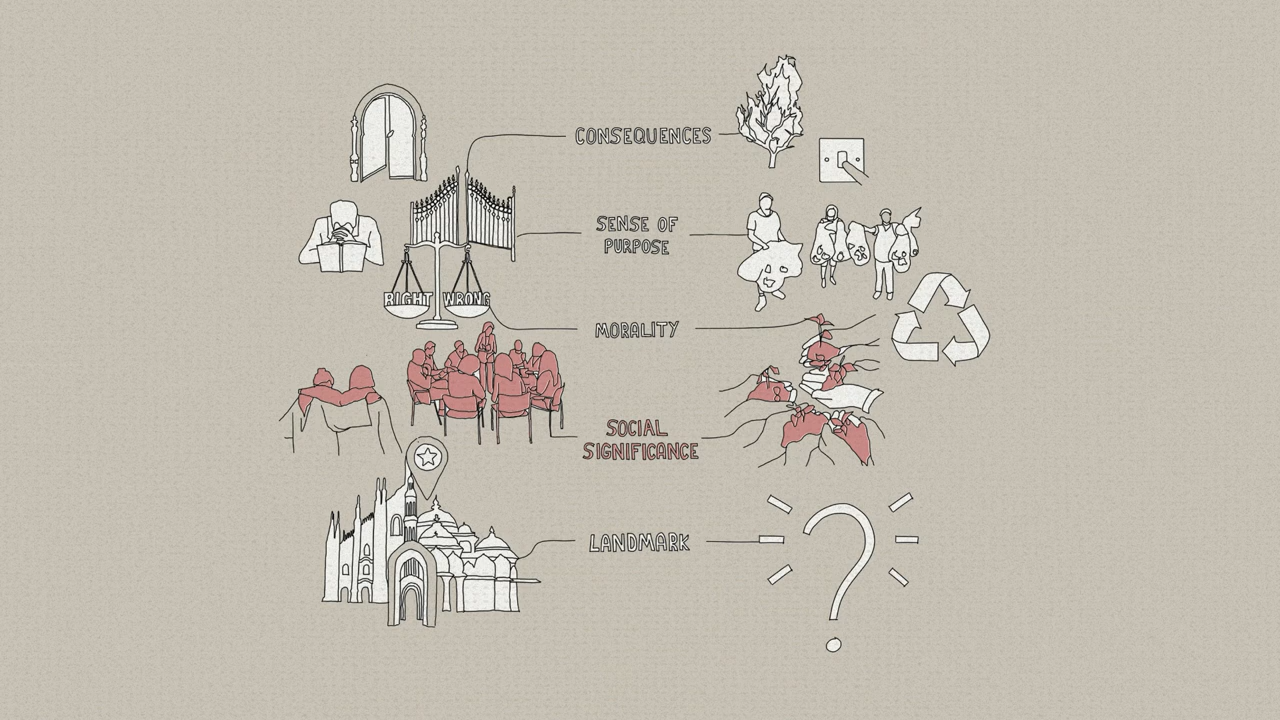 CONSEQUENCES
SENSE OF
PURPOSE
RIGHT WRONG
MORALITY
SOCIAL
SIGNIFICANCE
LANDMARK